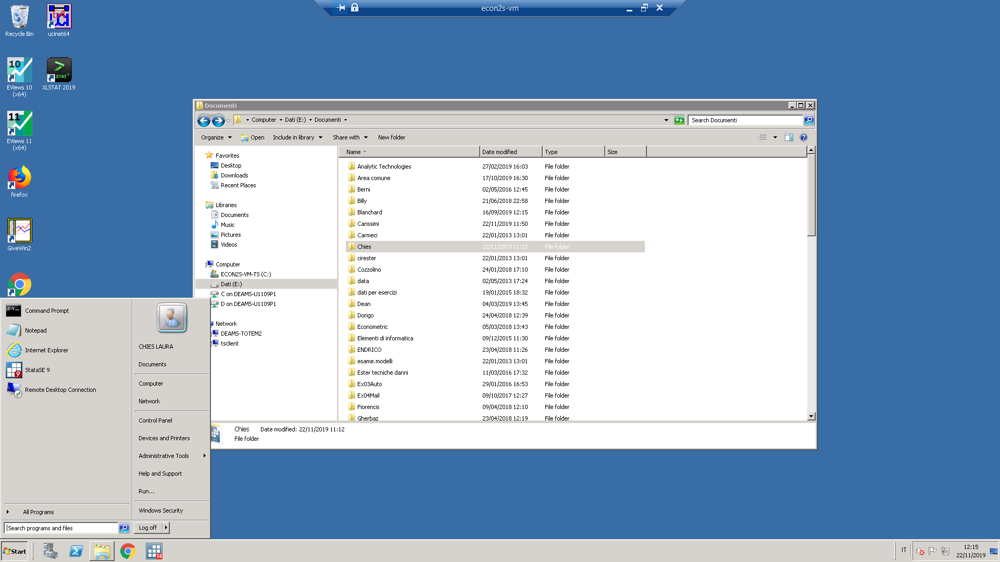 econ2s-vm
Recycle Bin
ucinet64
10
EViews 10
(x64)
STAT
XLSTAT 2019
11
EViews 11
(x64)
firefox
GiveWin2
Documenti
Computer Dati (E:) Documenti
Search Documenti
Organize Open Include in library Share with New folder
Favorites
Desktop
Downloads
Recent Places
Libraries
Documents
Music
Pictures
Videos
Computer
ECON2S-VM-TS (C:)
Dati (E:)
C on DEAMS-U1109P1
D on DEAMS-U1109P1
Network
DEAMS-TOTEM2
tsclient
Name Date modified Type Size
Analytic Technologies 27/02/2019 16:03 File folder
Area comune 17/10/2019 16:30 File folder
Berni 02/05/2016 12:45 File folder
Billy 21/06/2018 22:58 File folder
Blanchard 16/09/2019 12:15 File folder
Carissimi 22/11/2019 11:50 File folder
Carmeci 22/01/2013 13:01 File folder
Chies 22/11/2019 11:12 File folder
cirester 22/01/2013 13:01 File folder
Cozzolino 24/01/2018 17:10 File folder
data 02/05/2013 17:24 File folder
dati per esercizi 19/01/2015 18:32 File folder
Dean 04/03/2019 13:45 File folder
Dorigo 24/04/2018 12:39 File folder
Econometric 05/03/2018 13:43 File folder
Elementi di informatica 09/12/2015 11:30 File folder
ENDRICO 23/04/2018 11:26 File folder
esame.modelli 22/01/2013 13:01 File folder
Ester tecniche danni 11/03/2016 17:32 File folder
Ex03Auto 29/01/2016 16:53 File folder
Ex04Mail 09/10/2017 12:27 File folder
Fiorencis 09/04/2018 12:10 File folder
Gherbaz 23/04/2018 12:19 File folder
Chies Date modified: 22/11/2019 11:12
File folder
Command Prompt
Notepad
Internet Explorer
9
StataSE 9
Remote Desktop Connection
All Programs
Search programs and files
CHIES LAURA
Documents
Computer
Network
Control Panel
Devices and Printers
Administrative Tools
Help and Support
Run...
Windows Security
Log off
Start
14
IT
12:15
22/11/2019